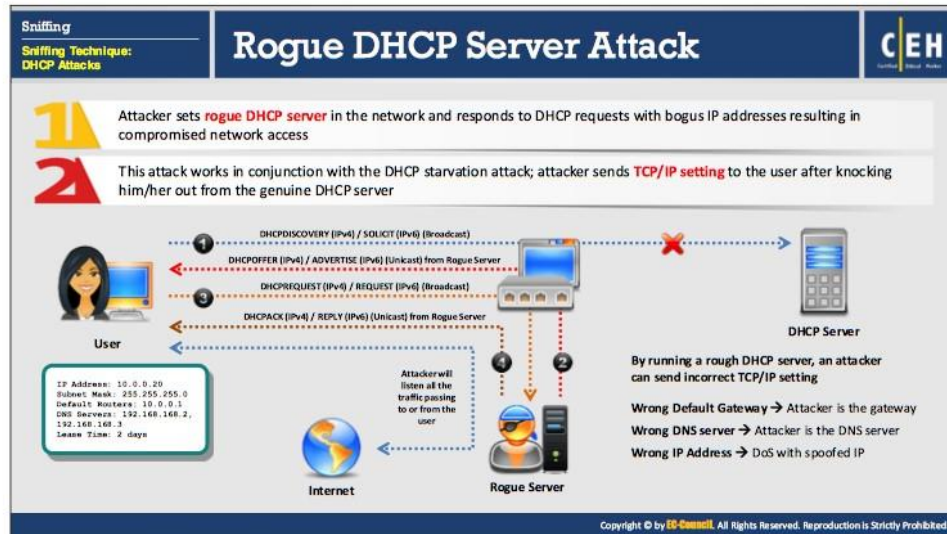 Sniffing
Sniffing Technique:
DHCP Attacks
Rogue DHCP Server Attack
C EH
Certified Ethical Hacker
1
Attacker sets rogue DHCP server in the network and responds to DHCP requests with bogus IP addresses resulting in
compromised network access
2
This attack works in conjunction with the DHCP starvation attack; attacker sends TCP/IP setting to the user after knocking
him/her out from the genuine DHCP server
1
DHCPDISCOVERY (IPv4) / SOLICIT (IPv6) (Broadcast)
DHCPOFFER (IPv4) / ADVERTISE (IPv6) (Unicast) from Rogue Server
3
DHCPREQUEST (IPv4) / REQUEST (IPv6) (Broadcast)
DHCPACK (IPv4) / REPLY (IPv6) (Unicast) from Rogue Server
User
DHCP Server
4
2
IP Address: 10.0.0.20
Subnet Mask: 255.255.255.0
Default Routers: 10.0.0.1
DNS Servers: 192.168.168.2,
192.168.168.3
Lease Time: 2 days
Attacker will
listen all the
traffic passing
to or from the
user
Internet
Rogue Server
By running a rough DHCP server, an attacker
can send incorrect TCP/IP setting
Wrong Default Gateway → Attacker is the gateway
Wrong DNS server → Attacker is the DNS server
Wrong IP Address → DoS with spoofed IP
Copyright © by EC-Council. All Rights Reserved. Reproduction is Strictly Prohibited.